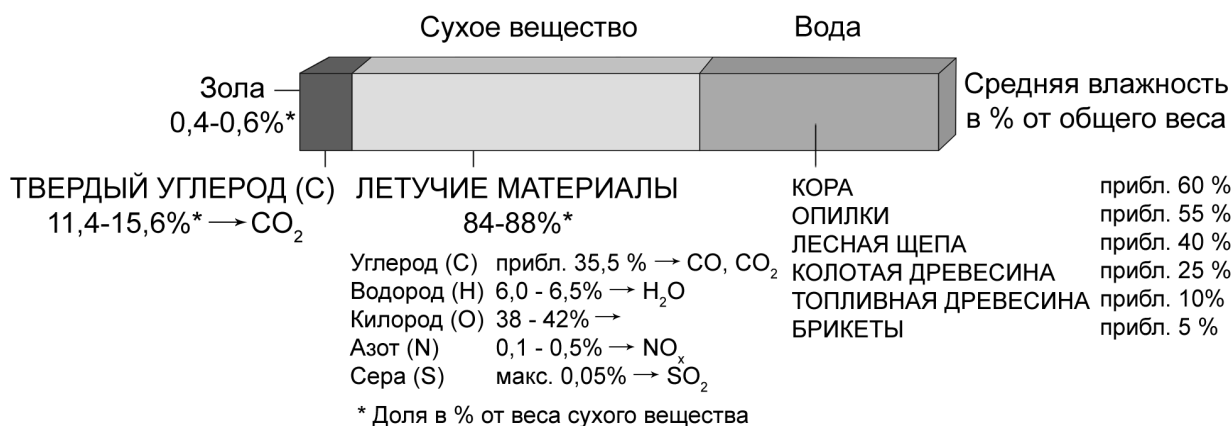 Сухое вещество
Вода
Зола
0,4-0,6%*
Средняя влажность
в % от общего веса
ТВЕРДЫЙ УГЛЕРОД (С)
11,4-15,6%* → CO₂
ЛЕТУЧИЕ МАТЕРИАЛЫ
84-88%*
Углерод (С) прибл. 35,5 % → CO, CO₂
Водород (Н) 6,0 - 6,5% → H₂O
Килород (О) 38 - 42% →
Азот (N) 0,1 - 0,5% → NOₓ
Сера (S) макс. 0,05% → SO₂
* Доля в % от веса сухого вещества
КОРА прибл. 60 %
ОПИЛКИ прибл. 55 %
ЛЕСНАЯ ЩЕПА прибл. 40 %
КОЛОТАЯ ДРЕВЕСИНА прибл. 25 %
ТОПЛИВНАЯ ДРЕВЕСИНА прибл. 10%
БРИКЕТЫ прибл. 5 %